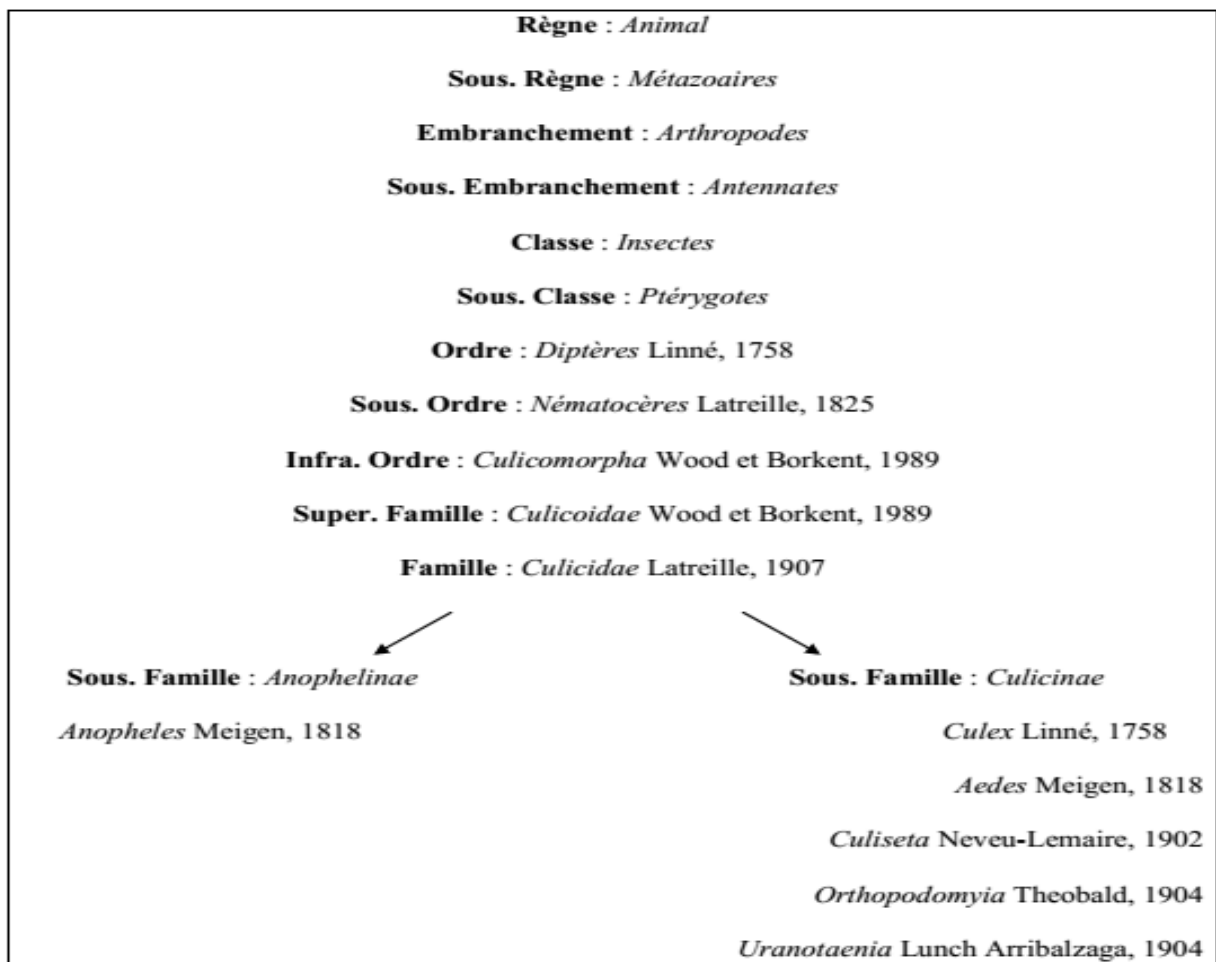 Règne : Animal
Sous. Règne : Métazoaires
Embranchement : Arthropodes
Sous. Embranchement : Antennates
Classe : Insectes
Sous. Classe : Ptérygotes
Ordre : Diptères Linné, 1758
Sous. Ordre : Nématocères Latreille, 1825
Infra. Ordre : Culicomorpha Wood et Borkent, 1989
Super. Famille : Culicoidae Wood et Borkent, 1989
Famille : Culicidae Latreille, 1907
Sous. Famille : Anophelinae
Anopheles Meigen, 1818
Sous. Famille : Culicinae
Culex Linné, 1758
Aedes Meigen, 1818
Culiseta Neveu-Lemaire, 1902
Orthopodomyia Theobald, 1904
Uranotaenia Lunch Arribalzaga, 1904